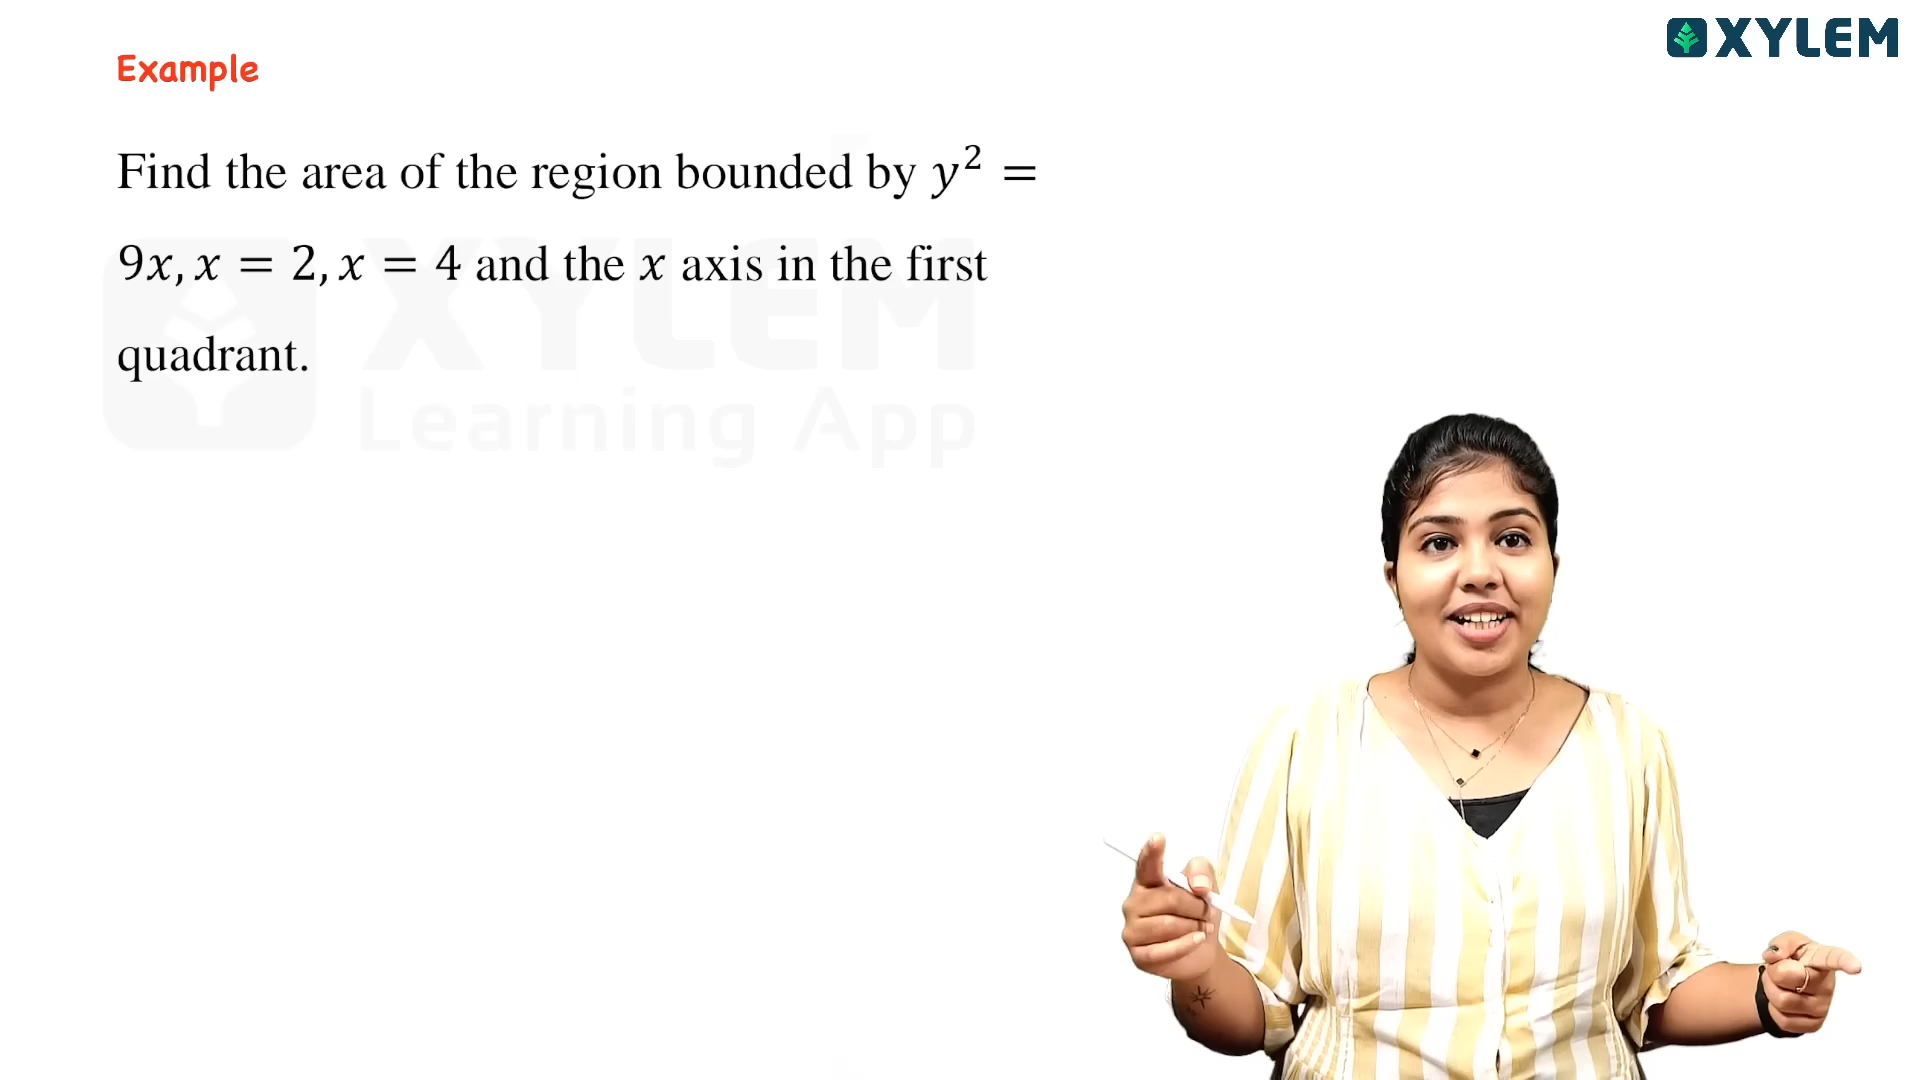 XYLEM
Example
Find the area of the region bounded by y² =
9x, x = 2, x = 4 and the x axis in the first
quadrant.
XYLEM
Learning App